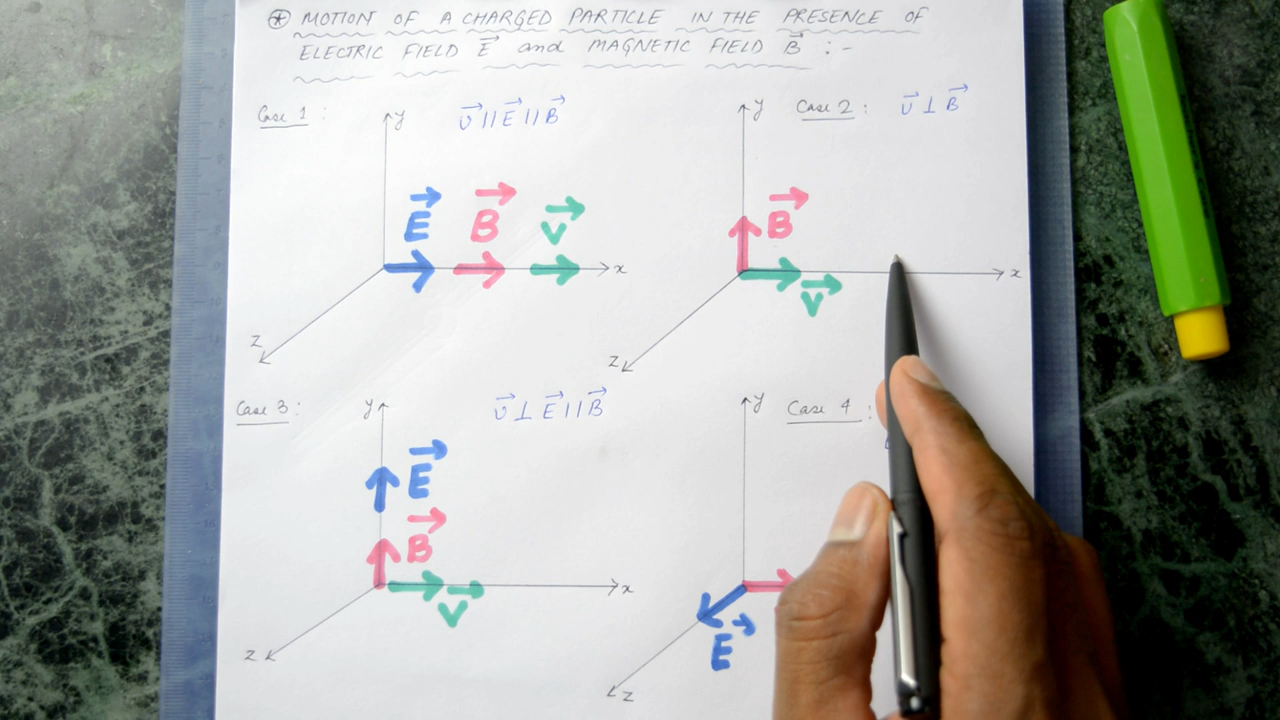 ⊛ MOTION OF A CHARGED PARTICLE IN THE PRESENCE OF
ELECTRIC FIELD E⃗ and MAGNETIC FIELD B⃗ :-
Case 1 :
y
v⃗ || E⃗ || B⃗
E⃗ B⃗ v⃗
x
z
y
Case 2 :
v⃗ ⊥ B⃗
B⃗
v⃗
x
z
Case 3 :
y
v⃗ ⊥ E⃗ || B⃗
E⃗
B⃗
v⃗
x
z
y
Case 4 :
E⃗
z